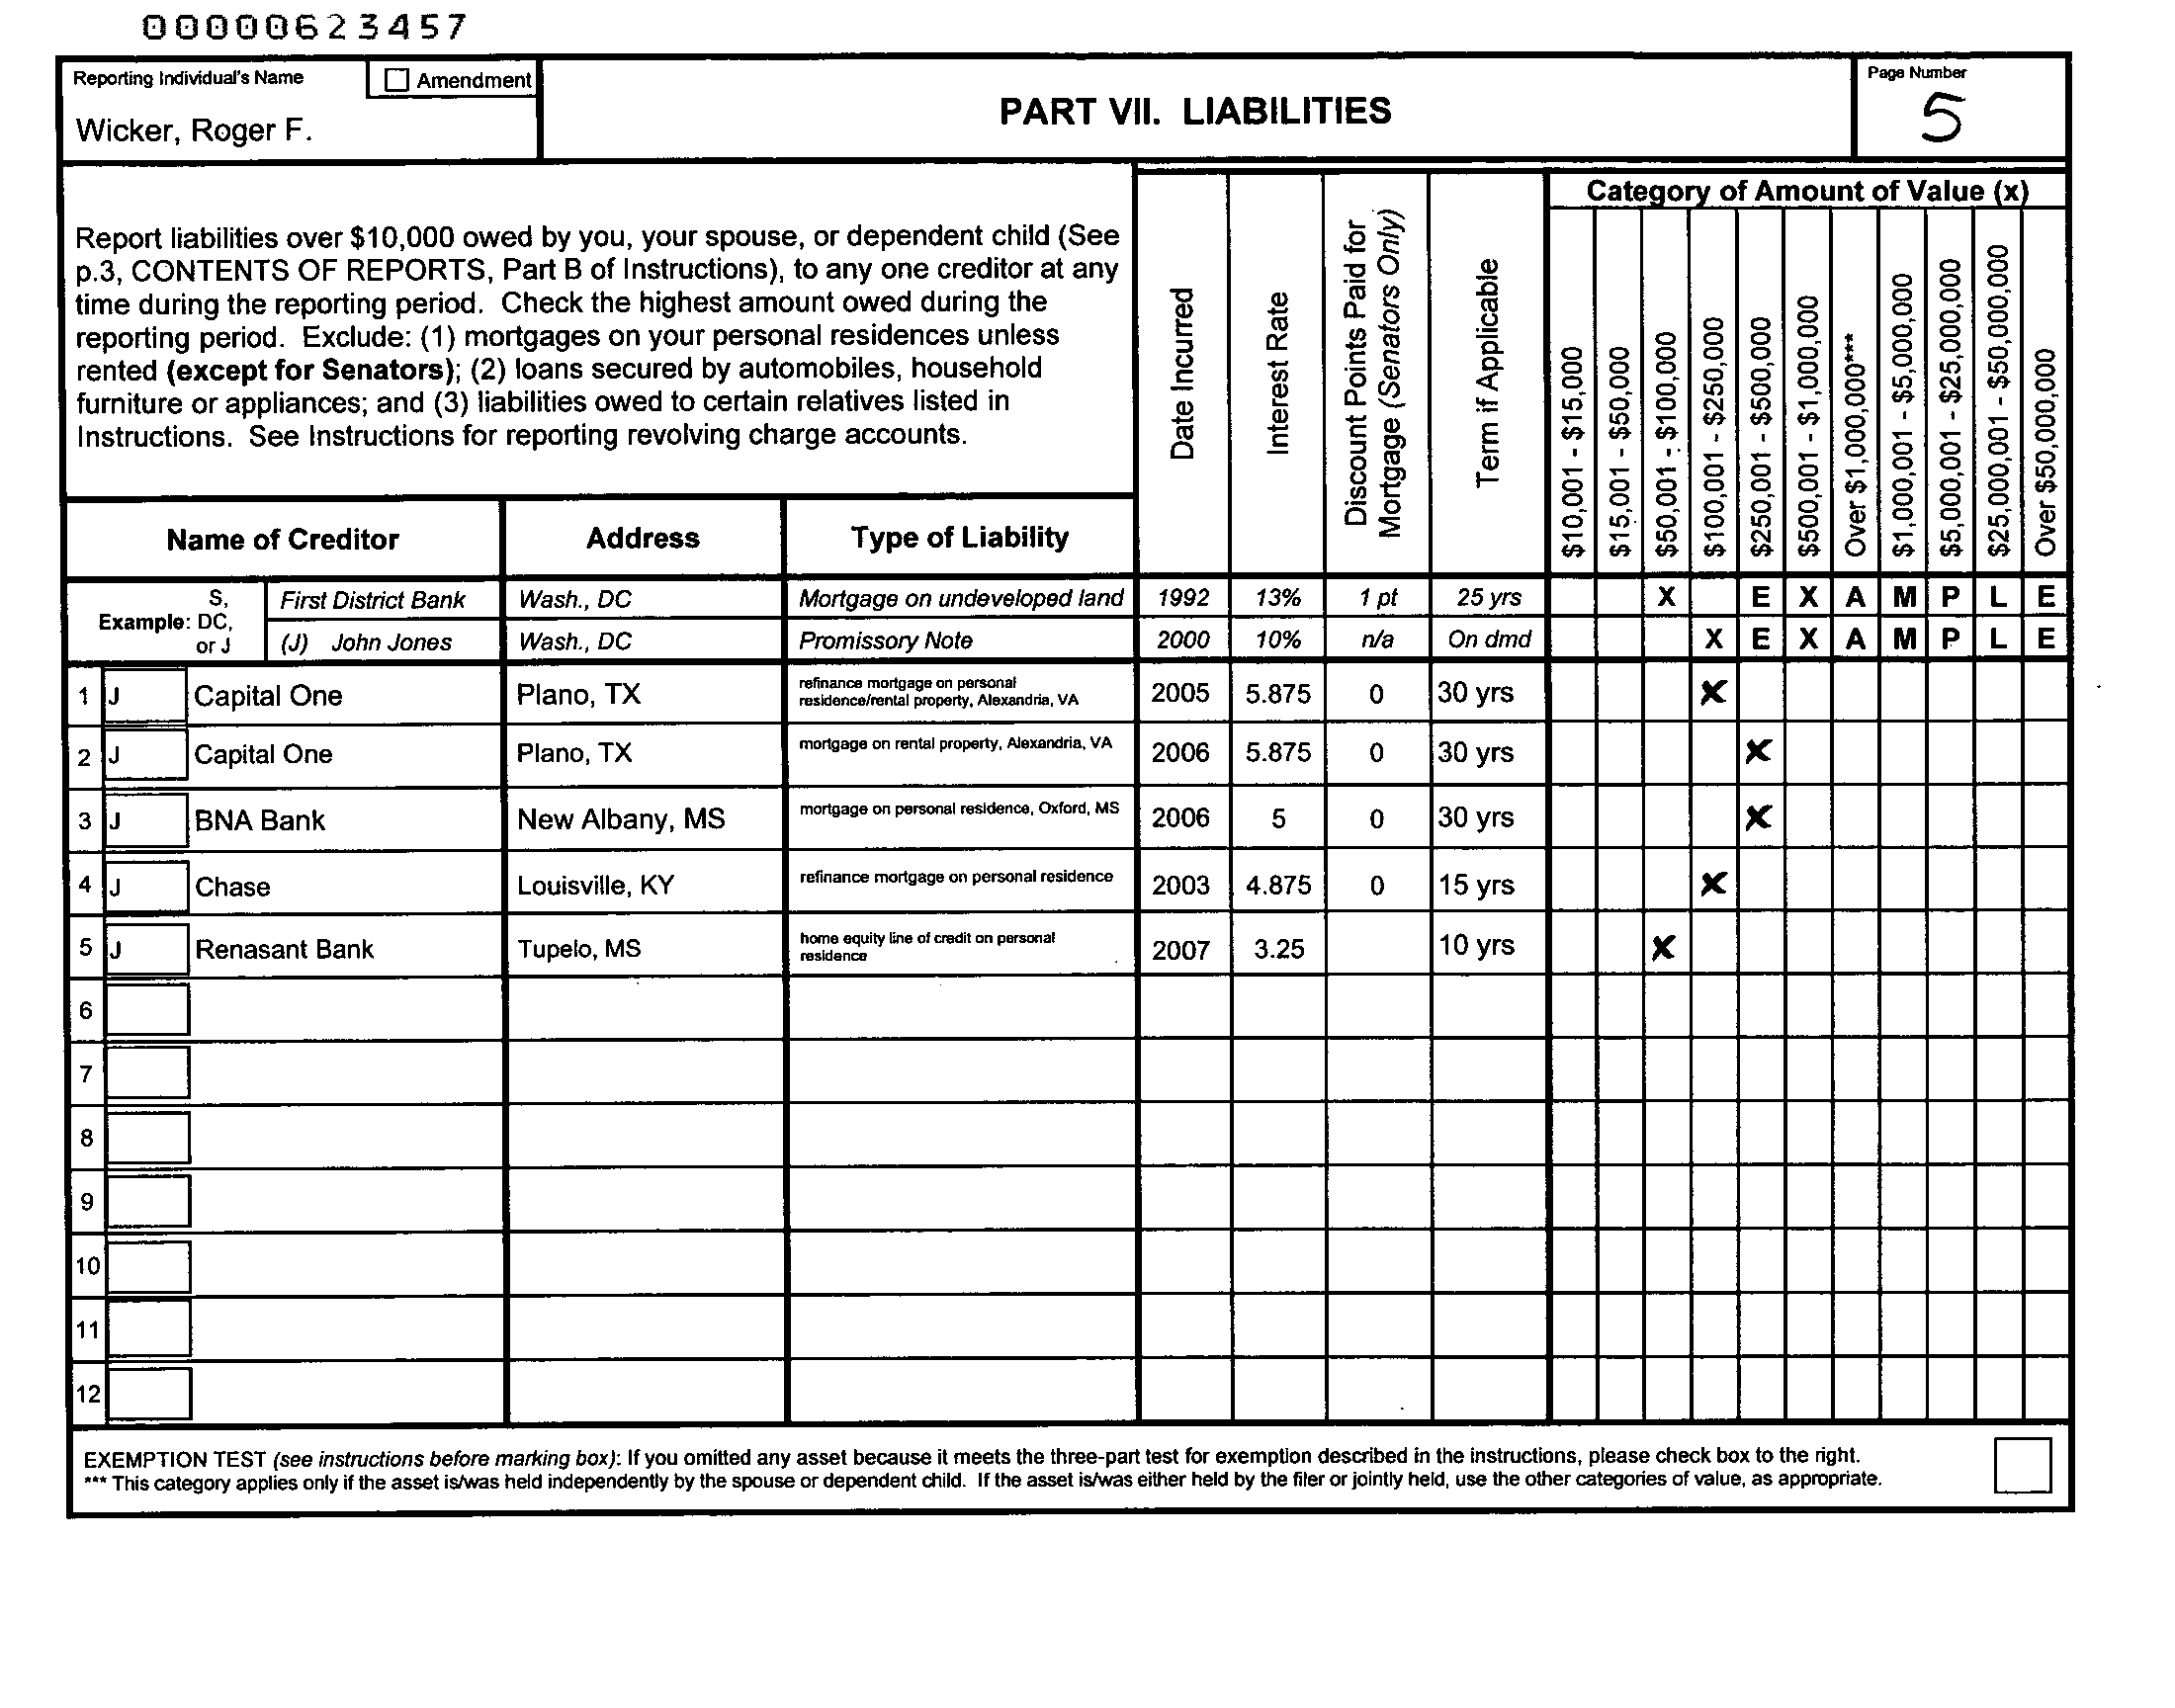 00000623457
Reporting Individual's Name
Amendment
Wicker, Roger F.
PART VII. LIABILITIES
Page Number
5
Report liabilities over $10,000 owed by you, your spouse, or dependent child (See
p.3, CONTENTS OF REPORTS, Part B of Instructions), to any one creditor at any
time during the reporting period. Check the highest amount owed during the
reporting period. Exclude: (1) mortgages on your personal residences unless
rented (except for Senators); (2) loans secured by automobiles, household
furniture or appliances; and (3) liabilities owed to certain relatives listed in
Instructions. See Instructions for reporting revolving charge accounts.
Name of Creditor Address Type of Liability
Date Incurred
Interest Rate
Discount Points Paid for
Mortgage (Senators Only)
Term if Applicable
Category of Amount of Value (x)
$10,001 - $15,000
$15,001 - $50,000
$50,001 - $100,000
$100,001 - $250,000
$250,001 - $500,000
$500,001 - $1,000,000
Over $1,000,000***
$1,000,001 - $5,000,000
$5,000,001 - $25,000,000
$25,000,001 - $50,000,000
Over $50,000,000
Example: S, DC, or J
First District Bank Wash., DC Mortgage on undeveloped land 1992 13% 1 pt 25 yrs X E X A M P L E
(J) John Jones Wash., DC Promissory Note 2000 10% n/a On dmd X E X A M P L E
1 J Capital One Plano, TX refinance mortgage on personal
residence/rental property, Alexandria, VA 2005 5.875 0 30 yrs X
2 J Capital One Plano, TX mortgage on rental property, Alexandria, VA 2006 5.875 0 30 yrs X
3 J BNA Bank New Albany, MS mortgage on personal residence, Oxford, MS 2006 5 0 30 yrs X
4 J Chase Louisville, KY refinance mortgage on personal residence 2003 4.875 0 15 yrs X
5 J Renasant Bank Tupelo, MS home equity line of credit on personal
residence 2007 3.25 10 yrs X
6
7
8
9
10
11
12
EXEMPTION TEST (see instructions before marking box): If you omitted any asset because it meets the three-part test for exemption described in the instructions, please check box to the right.
*** This category applies only if the asset is/was held independently by the spouse or dependent child. If the asset is/was either held by the filer or jointly held, use the other categories of value, as appropriate.